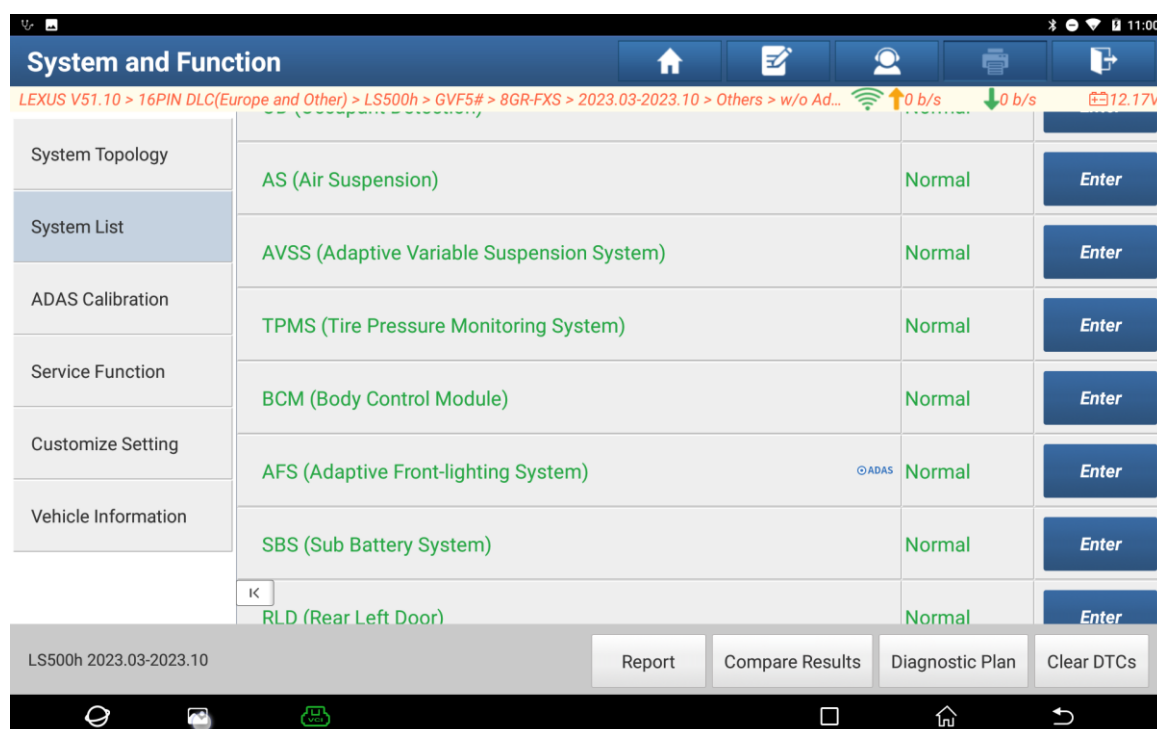 11:00
System and Function
LEXUS V51.10 > 16PIN DLC(Europe and Other) > LS500h > GVF5# > 8GR-FXS > 2023.03-2023.10 > Others > w/o Ad...
0 b/s
0 b/s
12.17V
System Topology
System List
ADAS Calibration
Service Function
Customize Setting
Vehicle Information
AS (Air Suspension) Normal Enter
AVSS (Adaptive Variable Suspension System) Normal Enter
TPMS (Tire Pressure Monitoring System) Normal Enter
BCM (Body Control Module) Normal Enter
AFS (Adaptive Front-lighting System) ADAS Normal Enter
SBS (Sub Battery System) Normal Enter
RLD (Rear Left Door) Normal Enter
LS500h 2023.03-2023.10
Report
Compare Results
Diagnostic Plan
Clear DTCs
VCI